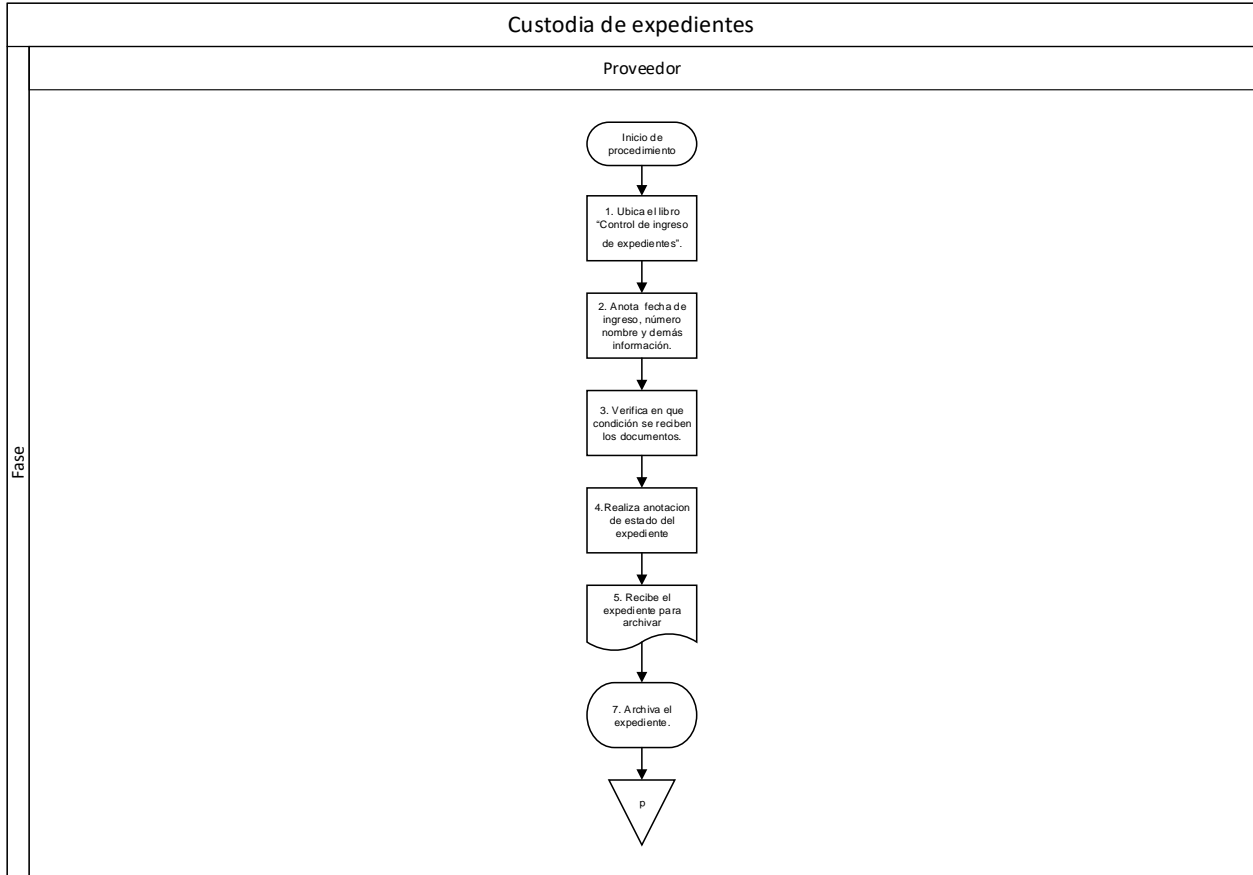 Custodia de expedientes
Proveedor
Fase
Inicio de
procedimiento
1. Ubica el libro
“Control de ingreso
de expedientes”.
2. Anota  fecha de
ingreso, número
nombre y demás
información.
3. Verifica en que
condición se reciben
los documentos.
4.Realiza anotacion
de estado del
expediente
5. Recibe el
expediente para
archivar
7. Archiva el
expediente.
p